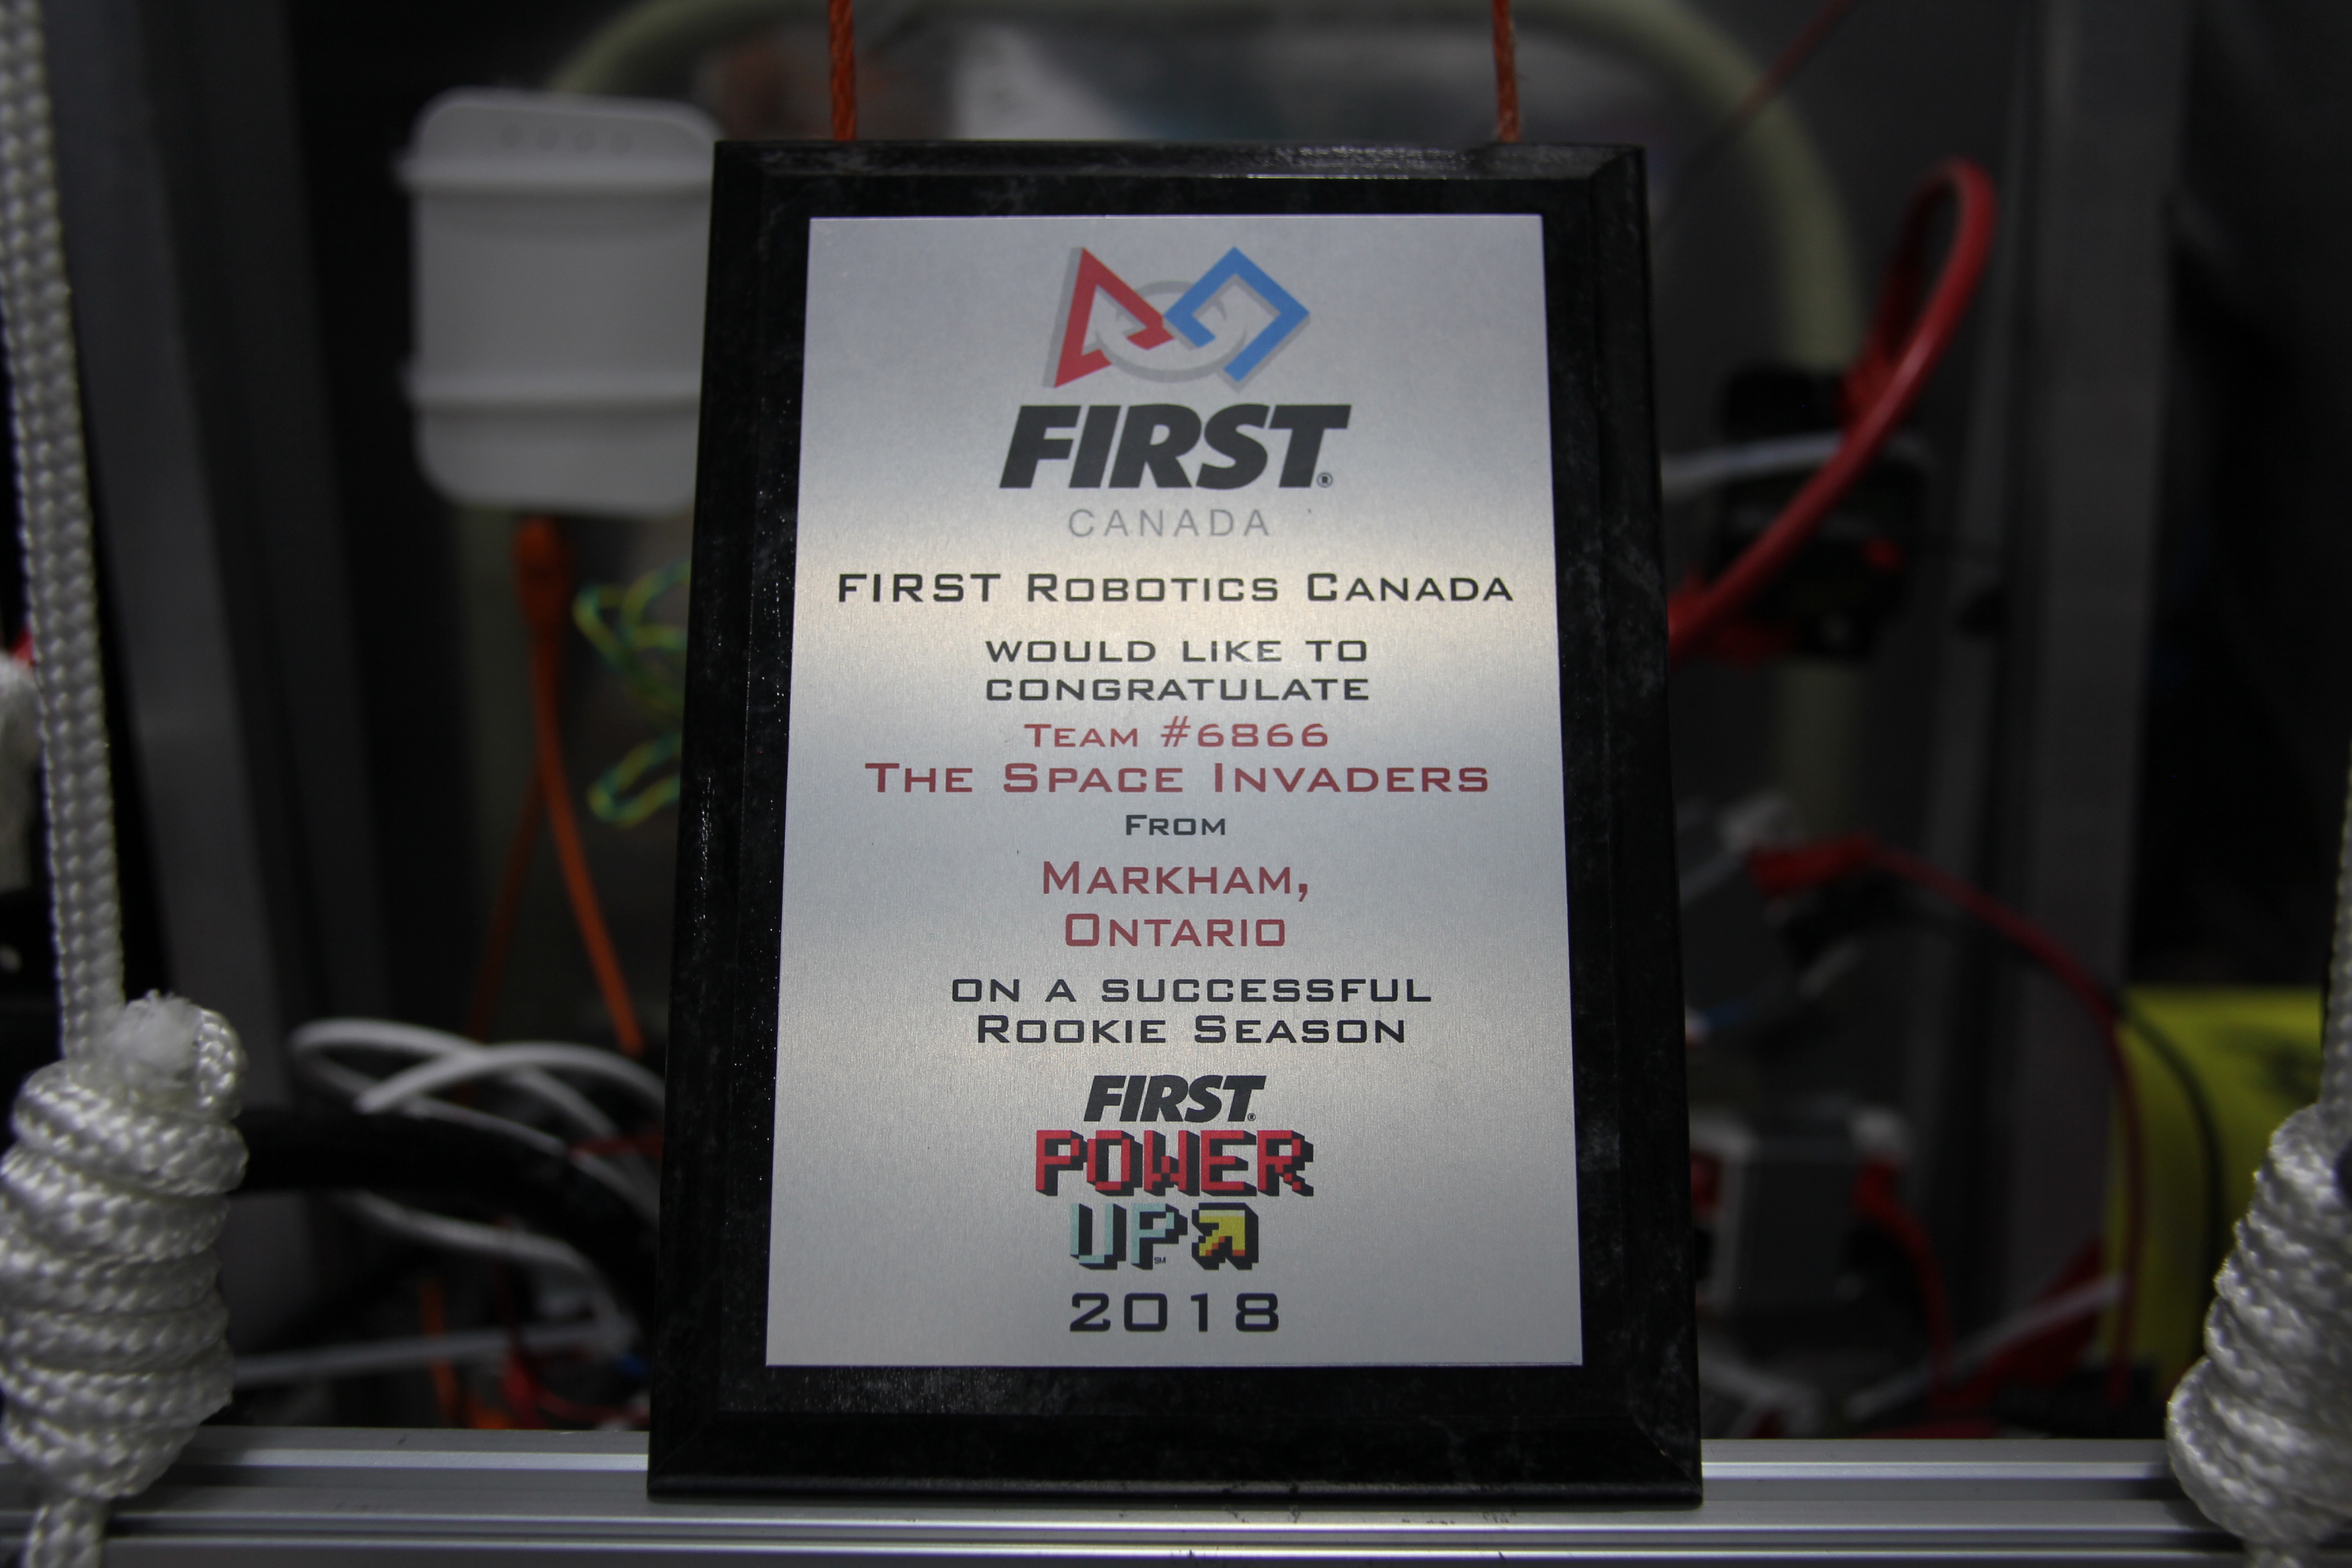 FIRST®
CANADA
FIRST ROBOTICS CANADA
WOULD LIKE TO
CONGRATULATE
TEAM #6866
THE SPACE INVADERS
FROM
MARKHAM,
ONTARIO
ON A SUCCESSFUL
ROOKIE SEASON
FIRST®
POWER
UP℠
2018